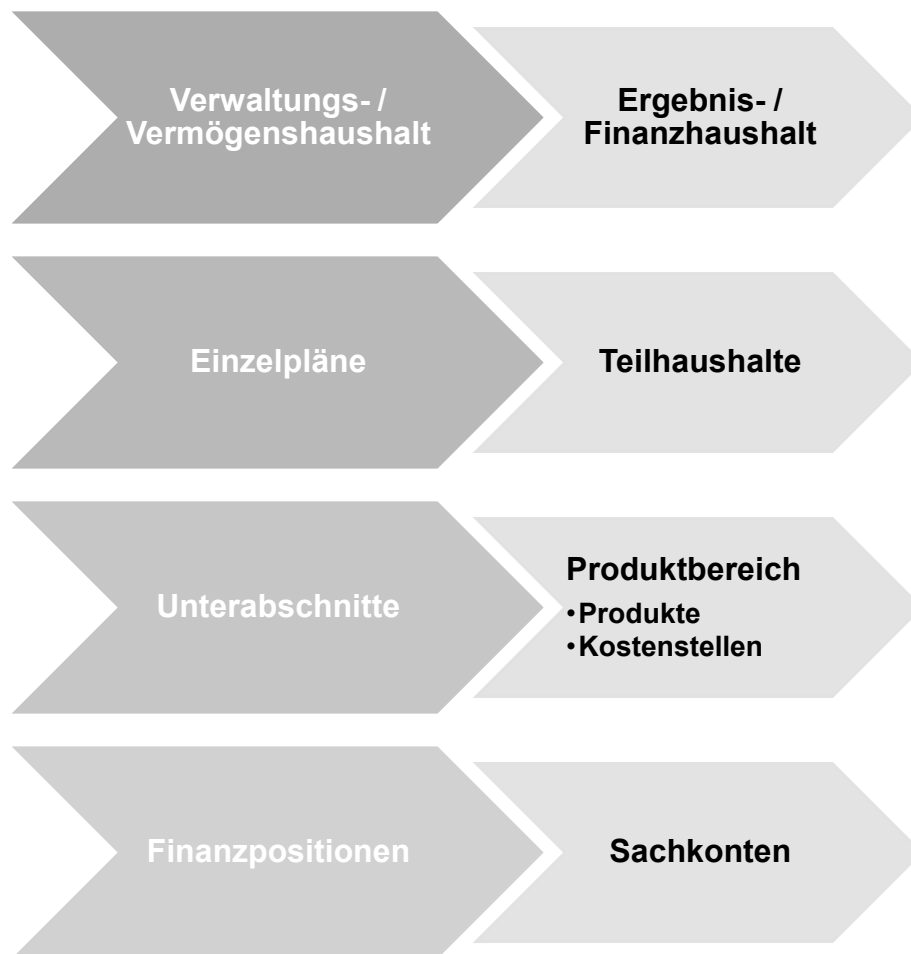 Verwaltungs- /
Vermögenshaushalt
Ergebnis- /
Finanzhaushalt
Einzelpläne
Teilhaushalte
Unterabschnitte
Produktbereich
•Produkte
•Kostenstellen
Finanzpositionen
Sachkonten